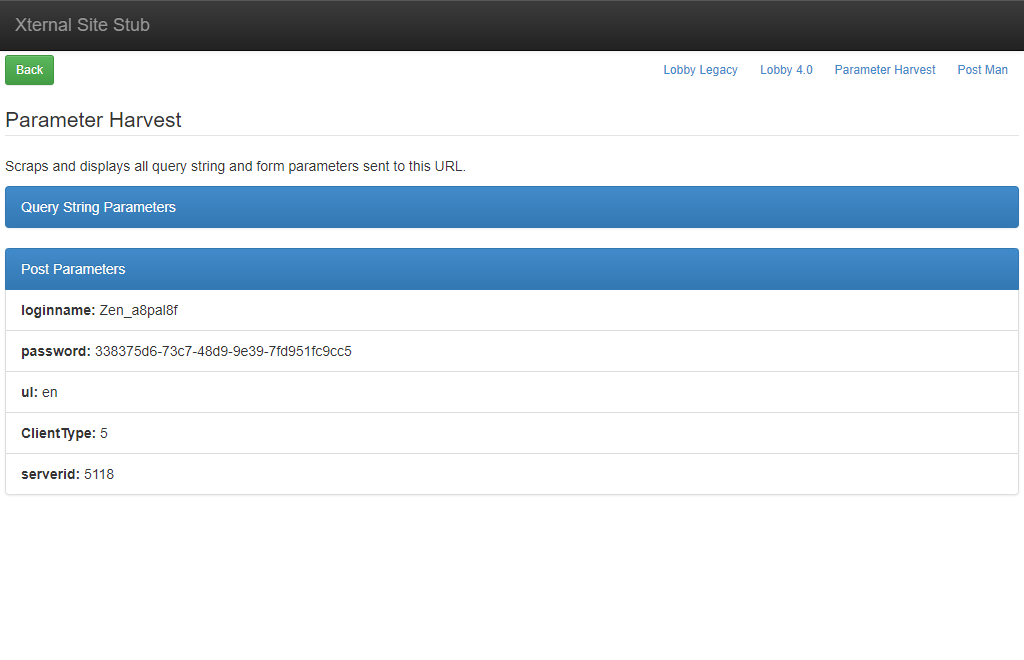 Xternal Site Stub
Back
Lobby Legacy Lobby 4.0 Parameter Harvest Post Man
Parameter Harvest
Scraps and displays all query string and form parameters sent to this URL.
Query String Parameters
Post Parameters
loginname: Zen_a8pal8f
password: 338375d6-73c7-48d9-9e39-7fd951fc9cc5
ul: en
ClientType: 5
serverid: 5118